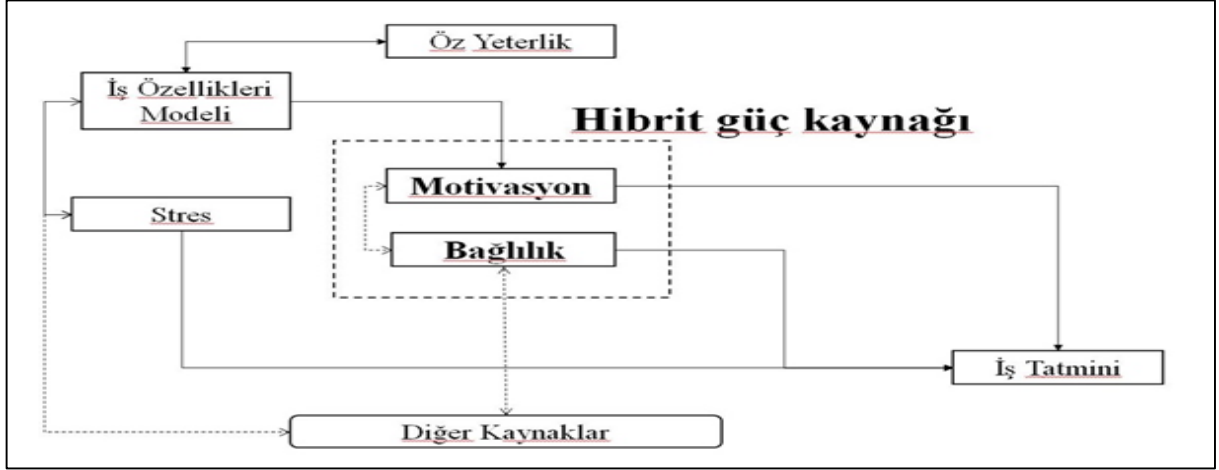 Öz Yeterlik
İş Özellikleri
Modeli
Hibrit güç kaynağı
Motivasyon
Stres
Bağlılık
İş Tatmini
Diğer Kaynaklar